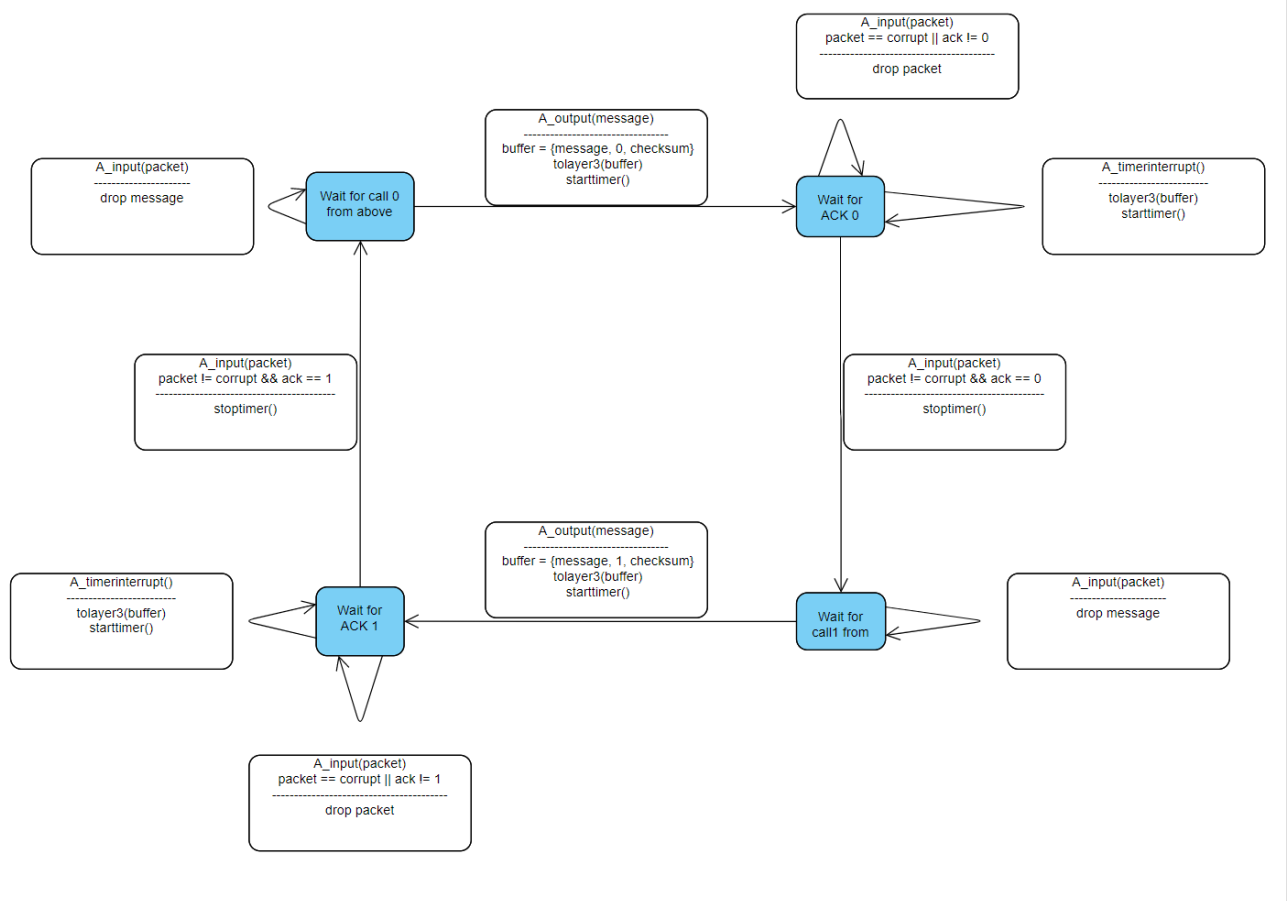 A_input(packet)
packet == corrupt || ack != 0
----------------------------------------
drop packet
A_output(message)
---------------------------------
buffer = {message, 0, checksum}
tolayer3(buffer)
starttimer()
A_input(packet)
----------------------
drop message
Wait for call 0
from above
Wait for
ACK 0
A_timerinterrupt()
-------------------------
tolayer3(buffer)
starttimer()
A_input(packet)
packet != corrupt && ack == 1
-----------------------------------------
stoptimer()
A_input(packet)
packet != corrupt && ack == 0
-----------------------------------------
stoptimer()
A_output(message)
---------------------------------
buffer = {message, 1, checksum}
tolayer3(buffer)
starttimer()
A_timerinterrupt()
-------------------------
tolayer3(buffer)
starttimer()
Wait for
ACK 1
Wait for
call1 from
A_input(packet)
----------------------
drop message
A_input(packet)
packet == corrupt || ack != 1
----------------------------------------
drop packet